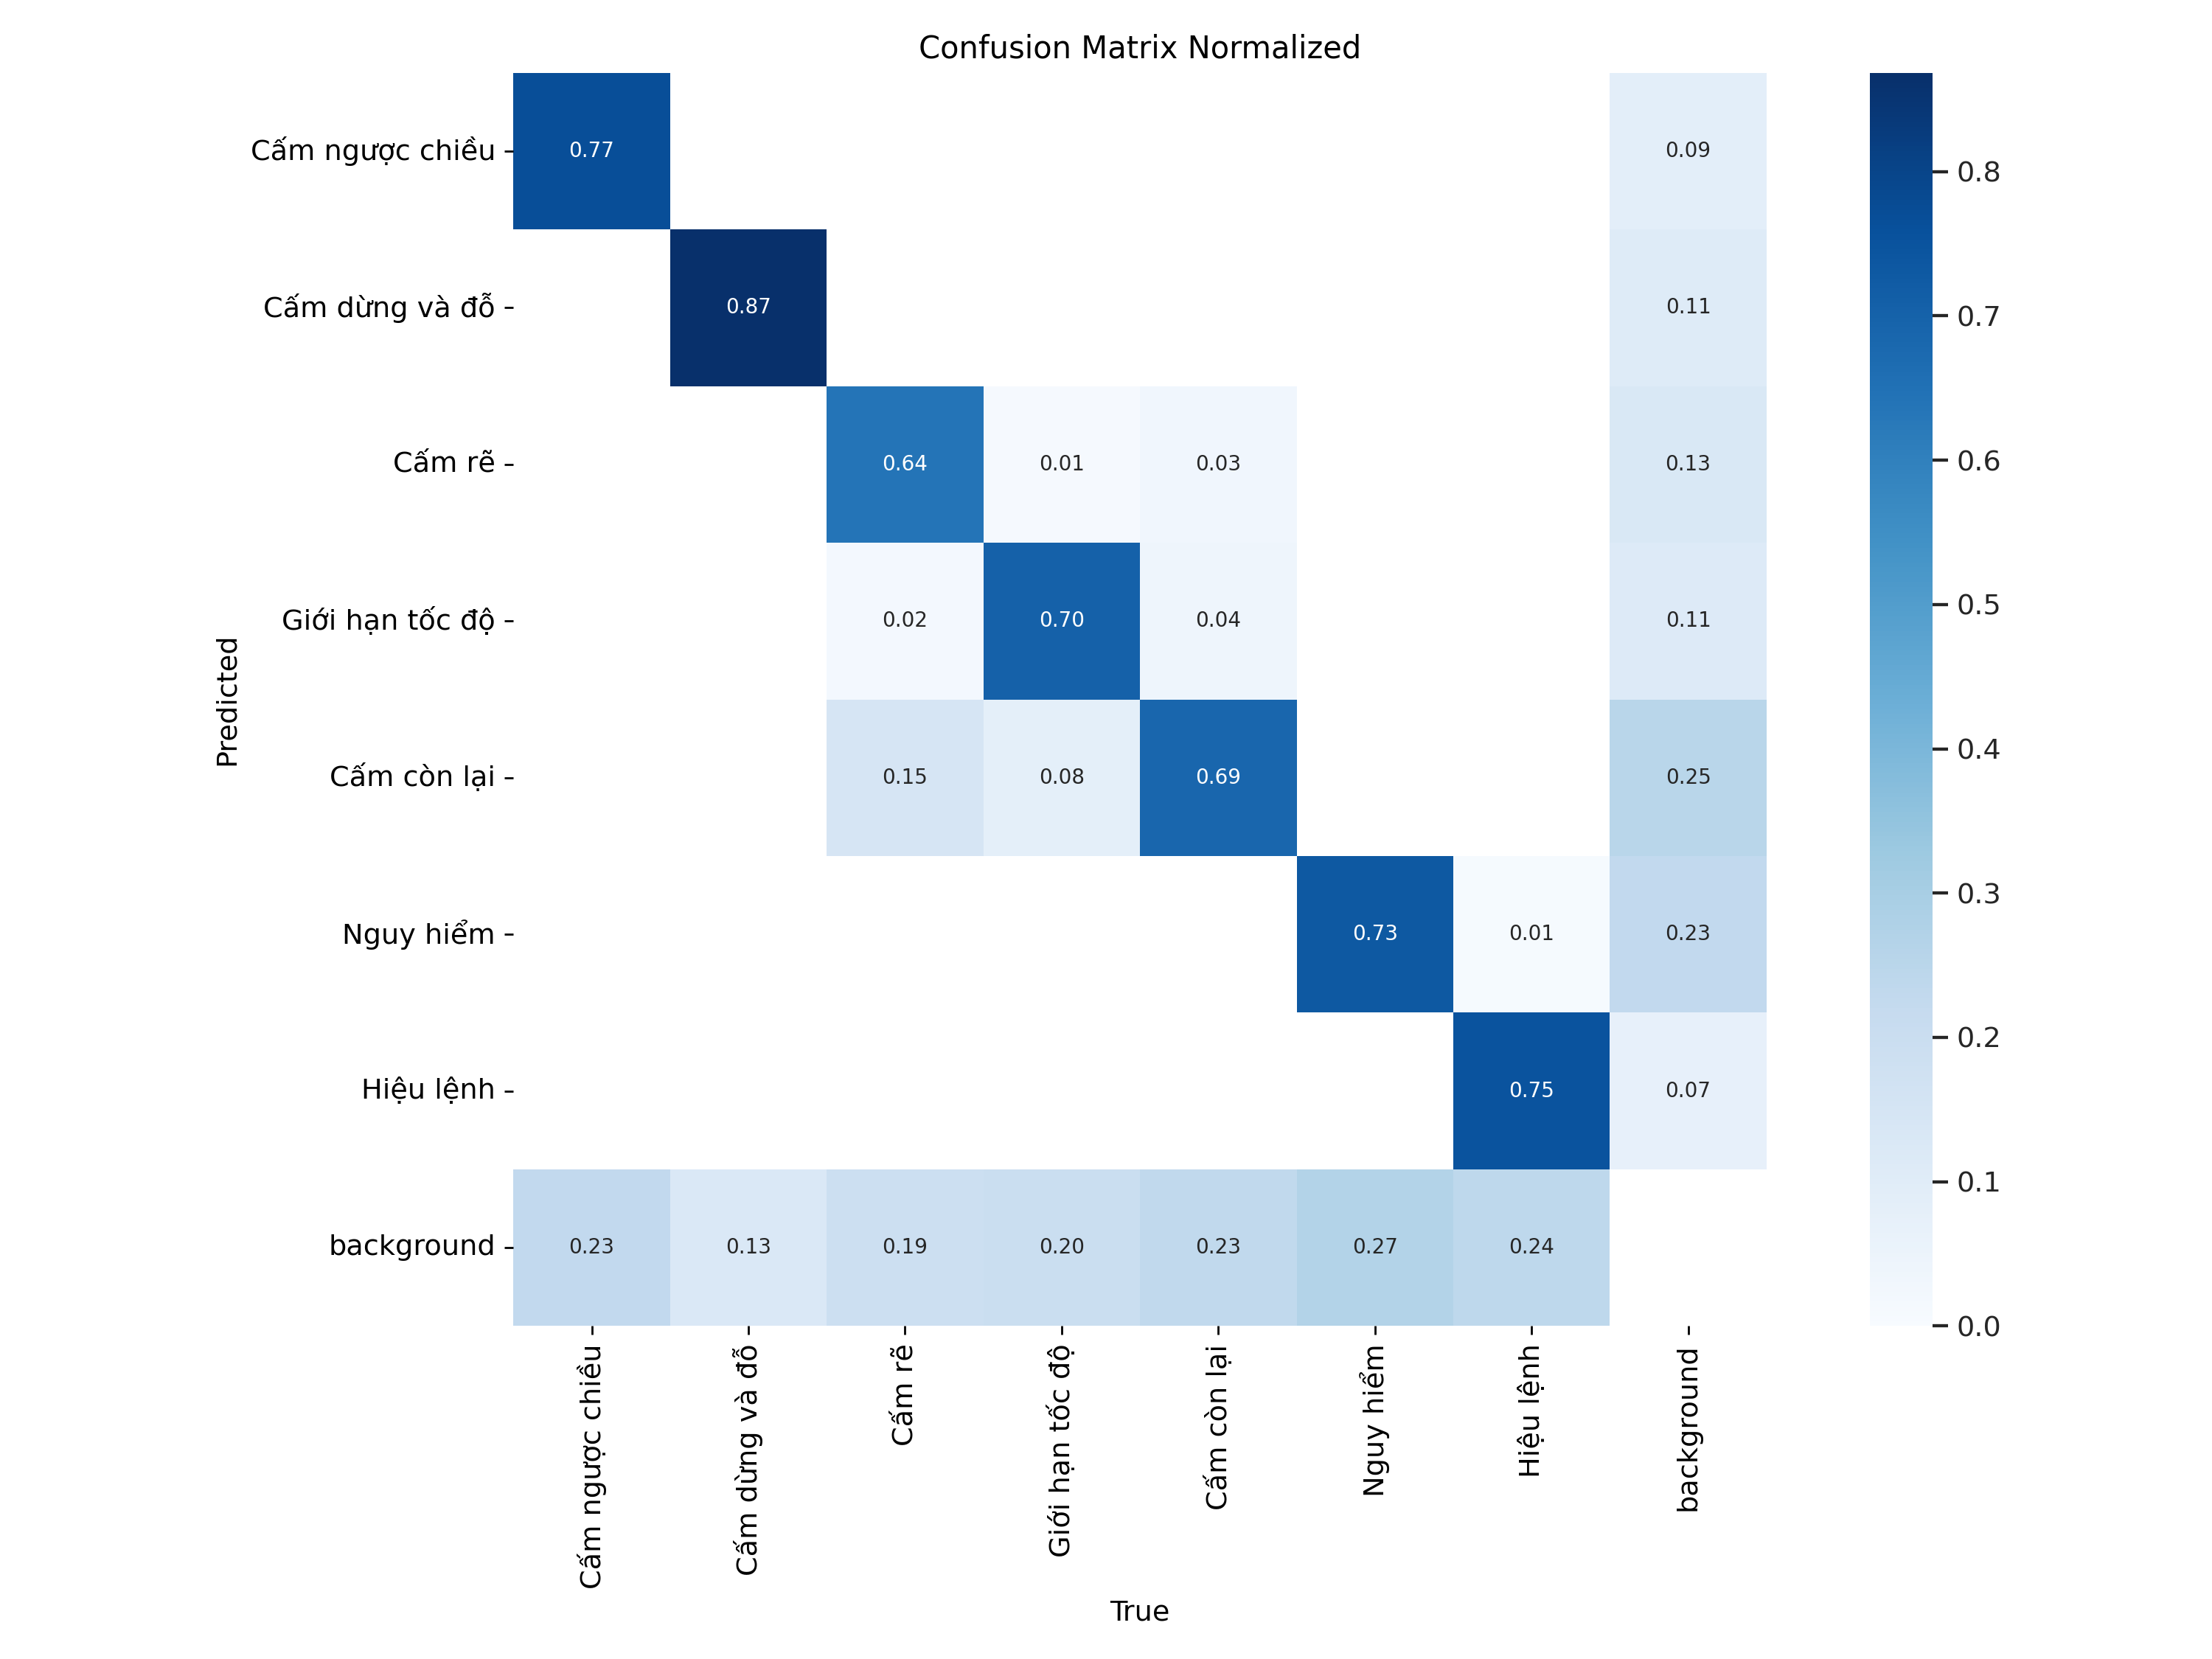 Confusion Matrix Normalized
Cấm ngược chiều 0.77 0.09
Cấm dừng và đỗ 0.87 0.11
Cấm rẽ 0.64 0.01 0.03 0.13
Giới hạn tốc độ 0.02 0.70 0.04 0.11
Cấm còn lại 0.15 0.08 0.69 0.25
Nguy hiểm 0.73 0.01 0.23
Hiệu lệnh 0.75 0.07
background 0.23 0.13 0.19 0.20 0.23 0.27 0.24
Predicted
Cấm ngược chiều
Cấm dừng và đỗ
Cấm rẽ
Giới hạn tốc độ
Cấm còn lại
Nguy hiểm
Hiệu lệnh
background
True
0.8
0.7
0.6
0.5
0.4
0.3
0.2
0.1
0.0